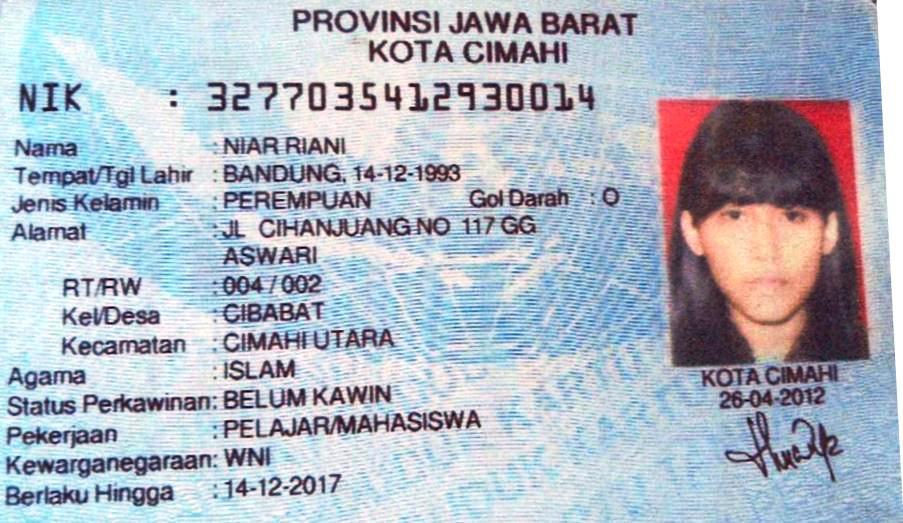 PROVINSI JAWA BARAT
KOTA CIMAHI
NIK : 3277035412930014
Nama : NIAR RIANI
Tempat/Tgl Lahir : BANDUNG, 14-12-1993
Jenis Kelamin : PEREMPUAN Gol Darah : O
Alamat : JL CIHANJUANG NO 117 GG
ASWARI
RT/RW : 004 / 002
Kel/Desa : CIBABAT
Kecamatan : CIMAHI UTARA
Agama : ISLAM
Status Perkawinan: BELUM KAWIN
Pekerjaan : PELAJAR/MAHASISWA
Kewarganegaraan: WNI
Berlaku Hingga : 14-12-2017
KOTA CIMAHI
26-04-2012